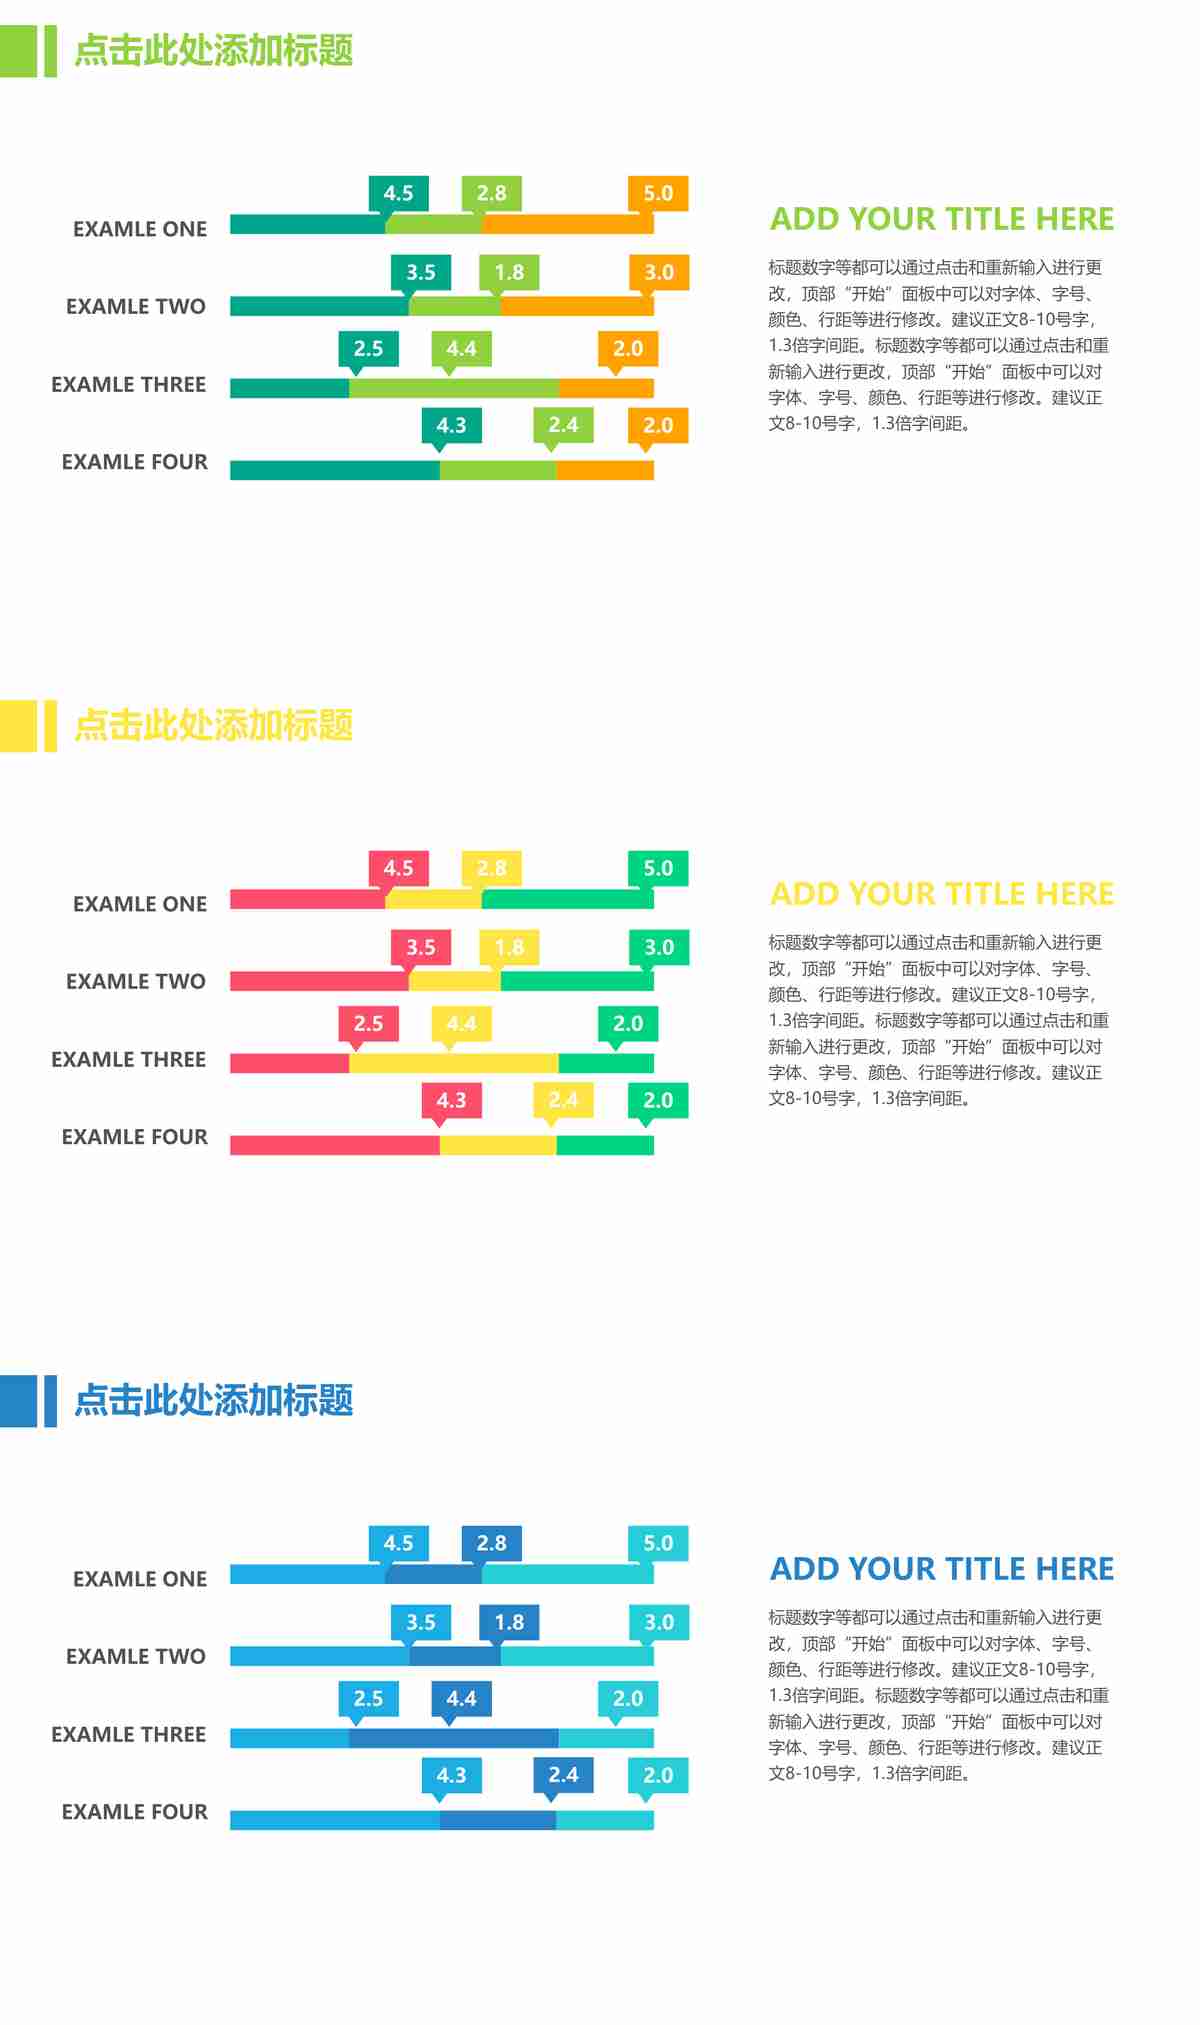 点击此处添加标题
4.5 2.8 5.0
EXAMLE ONE
3.5 1.8 3.0
EXAMLE TWO
2.5 4.4 2.0
EXAMLE THREE
4.3 2.4 2.0
EXAMLE FOUR
ADD YOUR TITLE HERE
标题数字等都可以通过点击和重新输入进行更
改，顶部“开始”面板中可以对字体、字号、
颜色、行距等进行修改。建议正文8-10号字，
1.3倍字间距。标题数字等都可以通过点击和重
新输入进行更改，顶部“开始”面板中可以对
字体、字号、颜色、行距等进行修改。建议正
文8-10号字，1.3倍字间距。
点击此处添加标题
4.5 2.8 5.0
EXAMLE ONE
3.5 1.8 3.0
EXAMLE TWO
2.5 4.4 2.0
EXAMLE THREE
4.3 2.4 2.0
EXAMLE FOUR
ADD YOUR TITLE HERE
标题数字等都可以通过点击和重新输入进行更
改，顶部“开始”面板中可以对字体、字号、
颜色、行距等进行修改。建议正文8-10号字，
1.3倍字间距。标题数字等都可以通过点击和重
新输入进行更改，顶部“开始”面板中可以对
字体、字号、颜色、行距等进行修改。建议正
文8-10号字，1.3倍字间距。
点击此处添加标题
4.5 2.8 5.0
EXAMLE ONE
3.5 1.8 3.0
EXAMLE TWO
2.5 4.4 2.0
EXAMLE THREE
4.3 2.4 2.0
EXAMLE FOUR
ADD YOUR TITLE HERE
标题数字等都可以通过点击和重新输入进行更
改，顶部“开始”面板中可以对字体、字号、
颜色、行距等进行修改。建议正文8-10号字，
1.3倍字间距。标题数字等都可以通过点击和重
新输入进行更改，顶部“开始”面板中可以对
字体、字号、颜色、行距等进行修改。建议正
文8-10号字，1.3倍字间距。